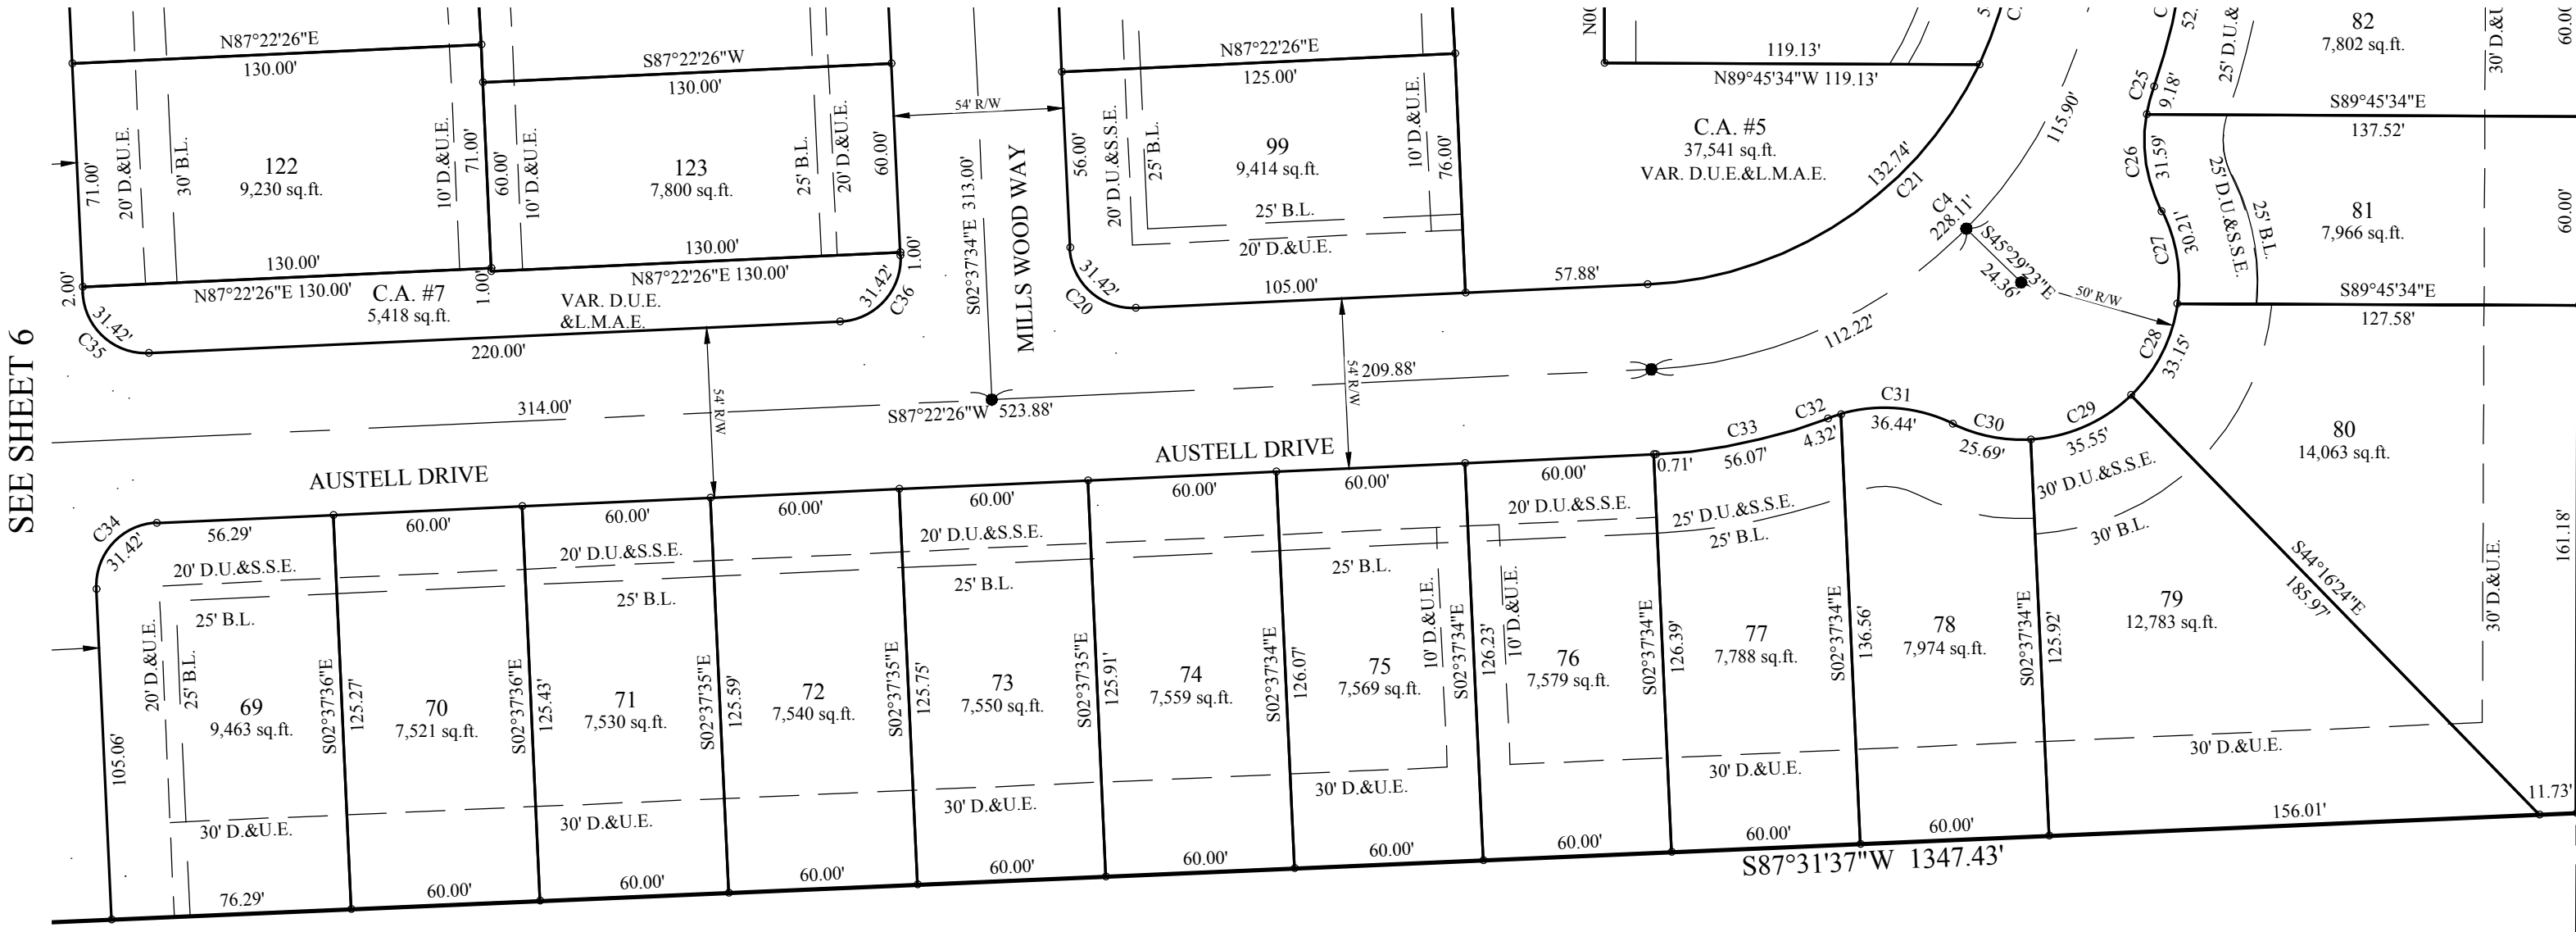 SEE SHEET 6
N87°22'26"E
130.00'
71.00'
20' D.&U.E.
30' B.L.
122
9,230 sq.ft.
10' D.&U.E.
71.00'
130.00'
2.00'
N87°22'26"E 130.00'
1.00'
S87°22'26"W
130.00'
60.00'
10' D.&U.E.
123
7,800 sq.ft.
25' B.L.
20' D.&U.E.
60.00'
130.00'
N87°22'26"E 130.00'
1.00'
C.A. #7
5,418 sq.ft.
VAR. D.U.E.
&L.M.A.E.
31.42'
C35
31.42'
C36
220.00'
54' R/W
S02°37'34"E 313.00'
MILLS WOOD WAY
N87°22'26"E
125.00'
56.00'
20' D.U.&S.S.E.
25' B.L.
99
9,414 sq.ft.
10' D.&U.E.
76.00'
25' B.L.
20' D.&U.E.
31.42'
C20
105.00'
57.88'
119.13'
N89°45'34"W 119.13'
C.A. #5
37,541 sq.ft.
VAR. D.U.E.&L.M.A.E.
132.74'
C21
115.90'
C4
228.11'
S45°29'23"E
24.36'
50' R/W
112.22'
C25
9.18'
52.
25' D.U.&
82
7,802 sq.ft.
30' D.&U
60.00'
S89°45'34"E
137.52'
C26
31.59'
25' D.U.&S.S.E.
25' B.L.
81
7,966 sq.ft.
60.00'
C27
30.21'
S89°45'34"E
127.58'
C28
33.15'
314.00'
54' R/W
S87°22'26"W 523.88'
209.88'
54' R/W
AUSTELL DRIVE
AUSTELL DRIVE
C34
31.42'
56.29'
60.00'
60.00'
60.00'
60.00'
60.00'
60.00'
60.00'
0.71'
C33
56.07'
C32
4.32'
C31
36.44'
C30
25.69'
C29
35.55'
80
14,063 sq.ft.
20' D.U.&S.S.E.
25' B.L.
20' D.U.&S.S.E.
25' B.L.
20' D.U.&S.S.E.
25' B.L.
25' B.L.
20' D.U.&S.S.E.
25' D.U.&S.S.E.
25' B.L.
30' D.U.&S.S.E.
30' B.L.
105.06'
20' D.&U.E.
25' B.L.
69
9,463 sq.ft.
S02°37'36"E
125.27'
70
7,521 sq.ft.
S02°37'36"E
125.43'
71
7,530 sq.ft.
S02°37'35"E
125.59'
72
7,540 sq.ft.
S02°37'35"E
125.75'
73
7,550 sq.ft.
S02°37'35"E
125.91'
74
7,559 sq.ft.
S02°37'34"E
126.07'
75
7,569 sq.ft.
10' D.&U.E.
S02°37'34"E
126.23'
10' D.&U.E.
76
7,579 sq.ft.
S02°37'34"E
126.39'
77
7,788 sq.ft.
S02°37'34"E
136.56'
78
7,974 sq.ft.
S02°37'34"E
125.92'
79
12,783 sq.ft.
S44°16'24"E
185.97'
30' D.&U.E.
161.18'
30' D.&U.E.
30' D.&U.E.
30' D.&U.E.
30' D.&U.E.
30' D.&U.E.
30' D.&U.E.
76.29'
60.00'
60.00'
60.00'
60.00'
60.00'
60.00'
60.00'
60.00'
60.00'
156.01'
11.73'
S87°31'37"W 1347.43'